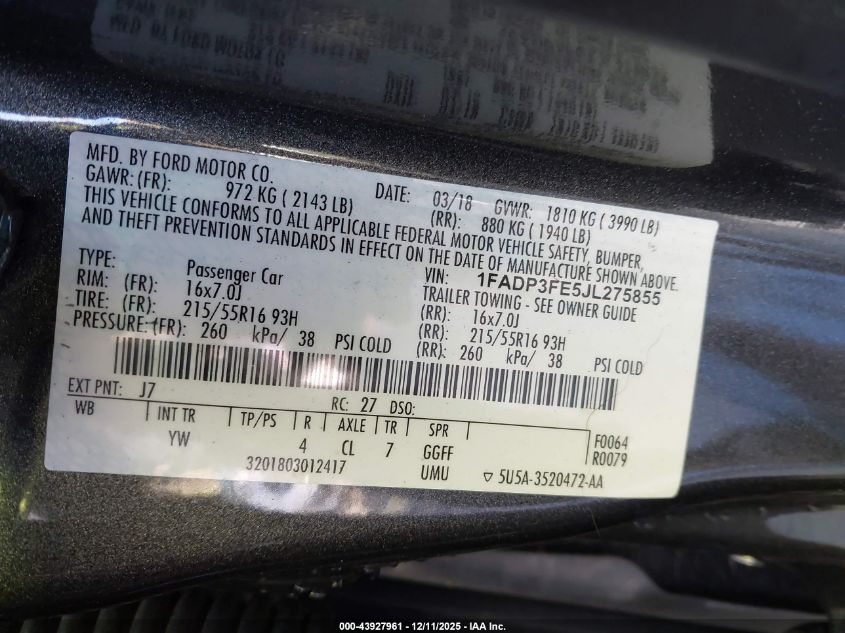 MFD. BY FORD MOTOR CO.
DATE: 03/18 GVWR: 1810 KG ( 3990 LB)
GAWR: (FR): 972 KG ( 2143 LB) (RR): 880 KG ( 1940 LB)
THIS VEHICLE CONFORMS TO ALL APPLICABLE FEDERAL MOTOR VEHICLE SAFETY, BUMPER,
AND THEFT PREVENTION STANDARDS IN EFFECT ON THE DATE OF MANUFACTURE SHOWN ABOVE.
VIN: 1FADP3FE5JL275855
TYPE: Passenger Car TRAILER TOWING - SEE OWNER GUIDE
RIM: (FR): 16x7.0J (RR): 16x7.0J
TIRE: (FR): 215/55R16 93H (RR): 215/55R16 93H
PRESSURE: (FR): 260 kPa/ 38 PSI COLD (RR): 260 kPa/ 38 PSI COLD
EXT PNT: J7 RC: 27 DSO:
WB INT TR TP/PS R AXLE TR SPR
YW 4 CL 7 GGFF F0064
R0079
3201803012417 UMU ▽ 5U5A-3520472-AA
000-43927961 - 12/11/2025 - IAA Inc.